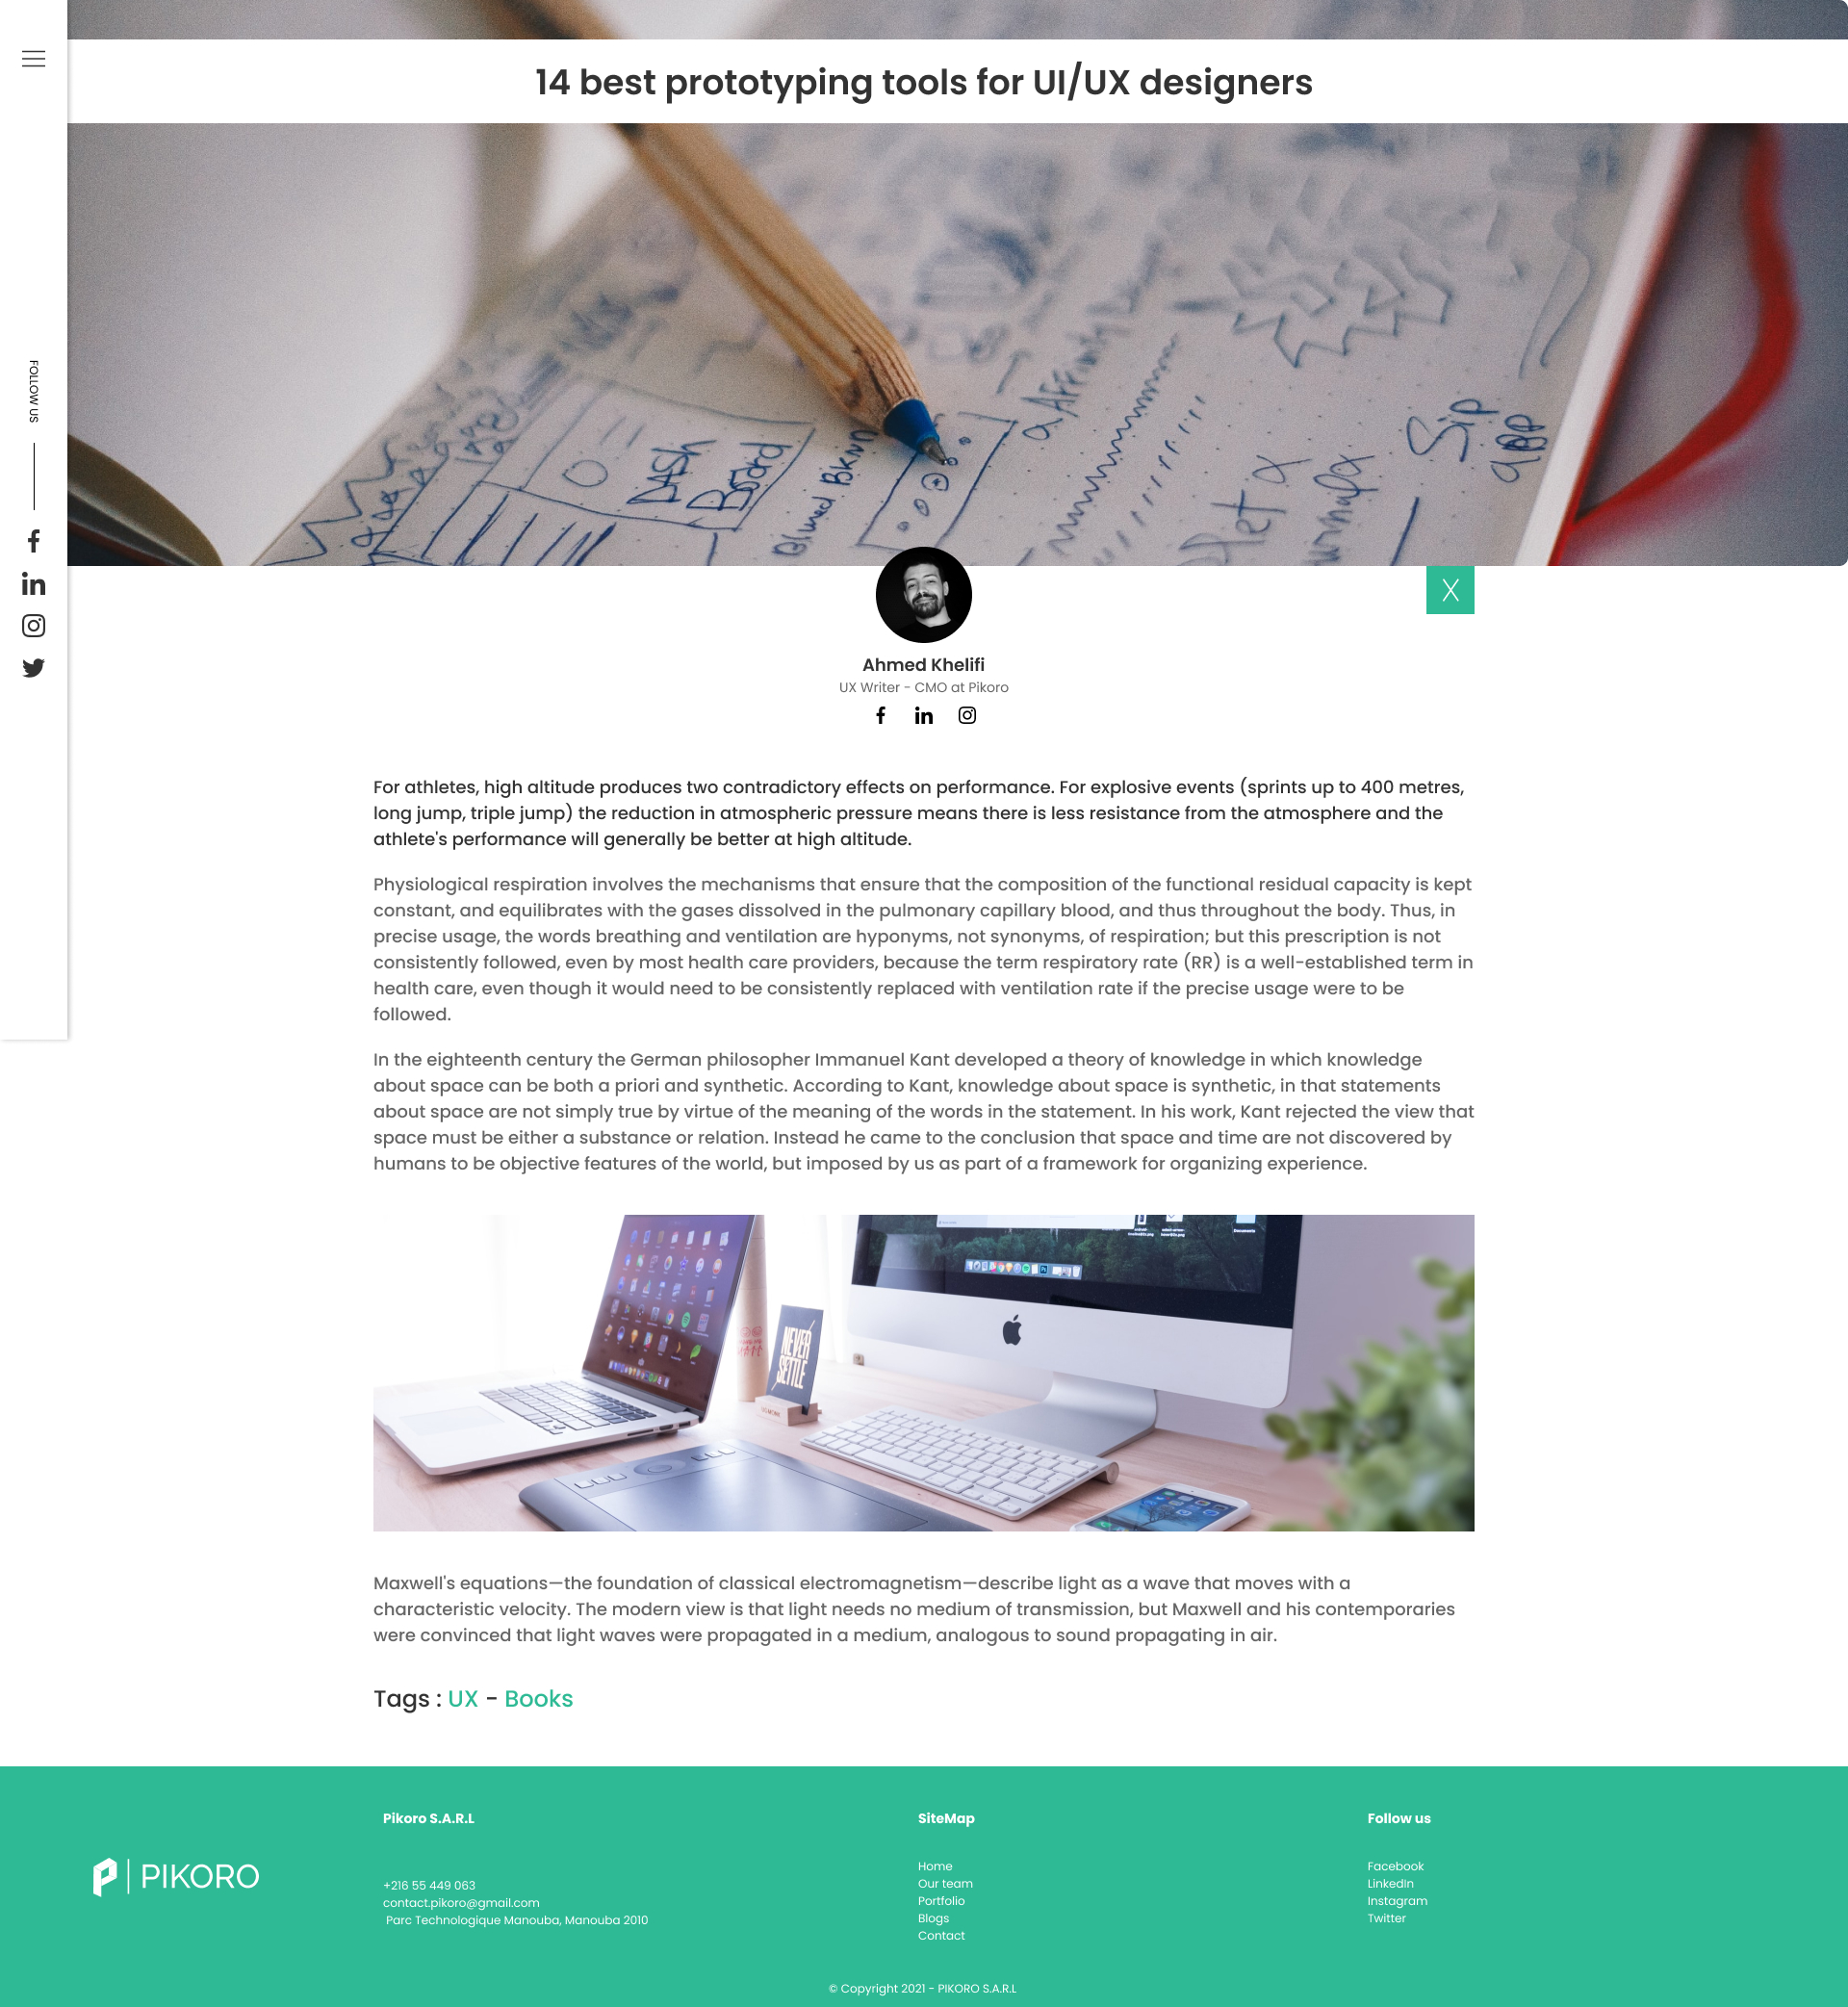 14 best prototyping tools for UI/UX designers
FOLLOW US
Wish
Board
a
Sip
App
X
Ahmed Khelifi
UX Writer - CMO at Pikoro
For athletes, high altitude produces two contradictory effects on performance. For explosive events (sprints up to 400 metres,
long jump, triple jump) the reduction in atmospheric pressure means there is less resistance from the atmosphere and the
athlete's performance will generally be better at high altitude.
Physiological respiration involves the mechanisms that ensure that the composition of the functional residual capacity is kept
constant, and equilibrates with the gases dissolved in the pulmonary capillary blood, and thus throughout the body. Thus, in
precise usage, the words breathing and ventilation are hyponyms, not synonyms, of respiration; but this prescription is not
consistently followed, even by most health care providers, because the term respiratory rate (RR) is a well-established term in
health care, even though it would need to be consistently replaced with ventilation rate if the precise usage were to be
followed.
In the eighteenth century the German philosopher Immanuel Kant developed a theory of knowledge in which knowledge
about space can be both a priori and synthetic. According to Kant, knowledge about space is synthetic, in that statements
about space are not simply true by virtue of the meaning of the words in the statement. In his work, Kant rejected the view that
space must be either a substance or relation. Instead he came to the conclusion that space and time are not discovered by
humans to be objective features of the world, but imposed by us as part of a framework for organizing experience.
NEVER
SETTLE
Maxwell's equations—the foundation of classical electromagnetism—describe light as a wave that moves with a
characteristic velocity. The modern view is that light needs no medium of transmission, but Maxwell and his contemporaries
were convinced that light waves were propagated in a medium, analogous to sound propagating in air.
Tags : UX - Books
PIKORO
Pikoro S.A.R.L
+216 55 449 063
contact.pikoro@gmail.com
Parc Technologique Manouba, Manouba 2010
SiteMap
Home
Our team
Portfolio
Blogs
Contact
Follow us
Facebook
LinkedIn
Instagram
Twitter
© Copyright 2021 - PIKORO S.A.R.L